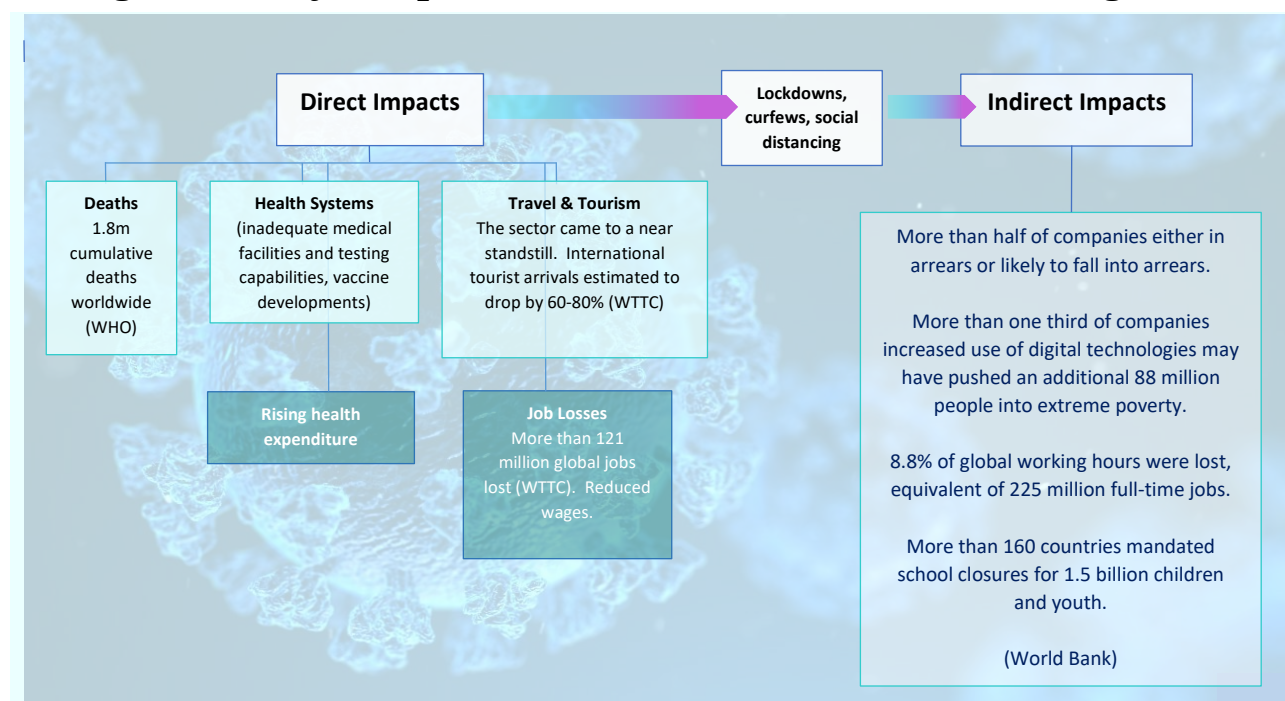 Direct Impacts
Lockdowns,
curfews, social
distancing
Indirect Impacts
Deaths
1.8m
cumulative
deaths
worldwide
(WHO)
Health Systems
(inadequate medical
facilities and testing
capabilities, vaccine
developments)
Travel & Tourism
The sector came to a near
standstill. International
tourist arrivals estimated to
drop by 60-80% (WTTC)
Rising health
expenditure
Job Losses
More than 121
million global jobs
lost (WTTC). Reduced
wages.
More than half of companies either in
arrears or likely to fall into arrears.
More than one third of companies
increased use of digital technologies may
have pushed an additional 88 million
people into extreme poverty.
8.8% of global working hours were lost,
equivalent of 225 million full-time jobs.
More than 160 countries mandated
school closures for 1.5 billion children
and youth.
(World Bank)